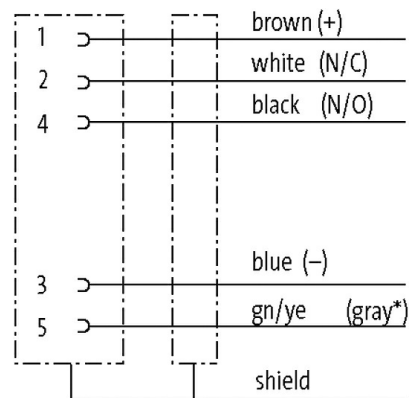 1 brown (+)
2 white (N/C)
4 black (N/O)
3 blue (–)
5 gn/ye (gray*)
shield